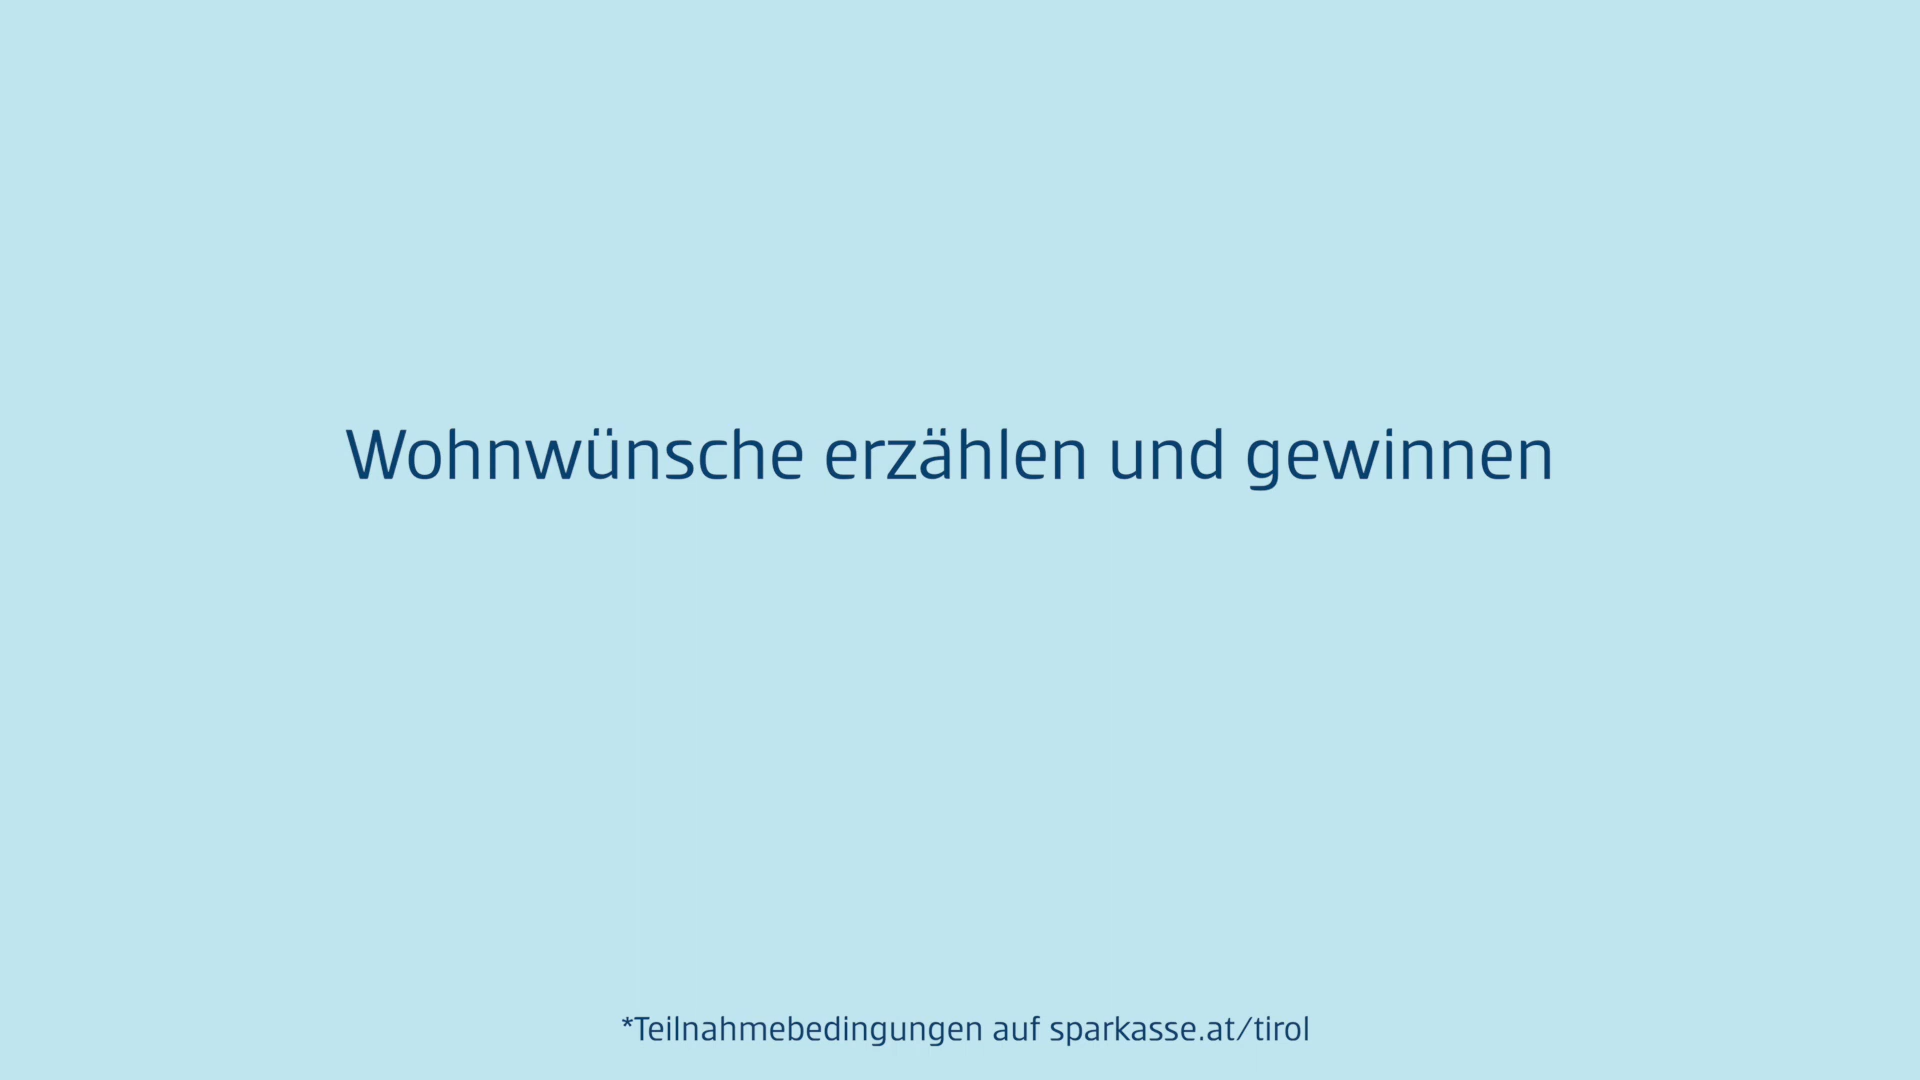 Wohnwünsche erzählen und gewinnen
*Teilnahmebedingungen auf sparkasse.at/tirol